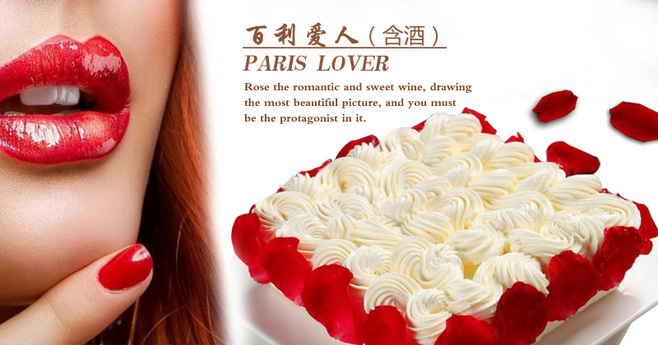 百利爱人（含酒）
PARIS LOVER
Rose the romantic and sweet wine, drawing
the most beautiful picture, and you must
be the protagonist in it.